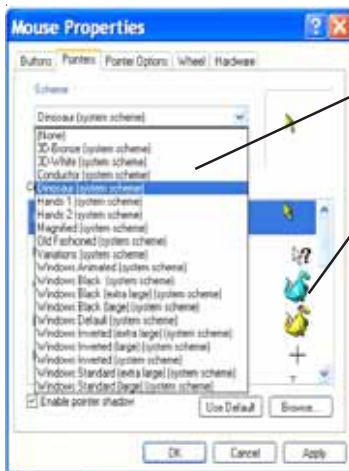 Mouse Properties
Buttons Pointers Pointer Options Wheel Hardware
Scheme
Dinosaur (system scheme)
(None)
3D-Bronze (system scheme)
3D-White (system scheme)
Conductor (system scheme)
Dinosaur (system scheme)
Hands 1 (system scheme)
Hands 2 (system scheme)
Magnified (system scheme)
Old Fashioned (system scheme)
Variations (system scheme)
Windows Animated (system scheme)
Windows Black (system scheme)
Windows Black (extra large) (system scheme)
Windows Black (large) (system scheme)
Windows Default (system scheme)
Windows Inverted (extra large) (system scheme)
Windows Inverted (large) (system scheme)
Windows Inverted (system scheme)
Windows Standard (extra large) (system scheme)
Windows Standard (large) (system scheme)
Enable pointer shadow
Use Default Browse...
OK Cancel Apply